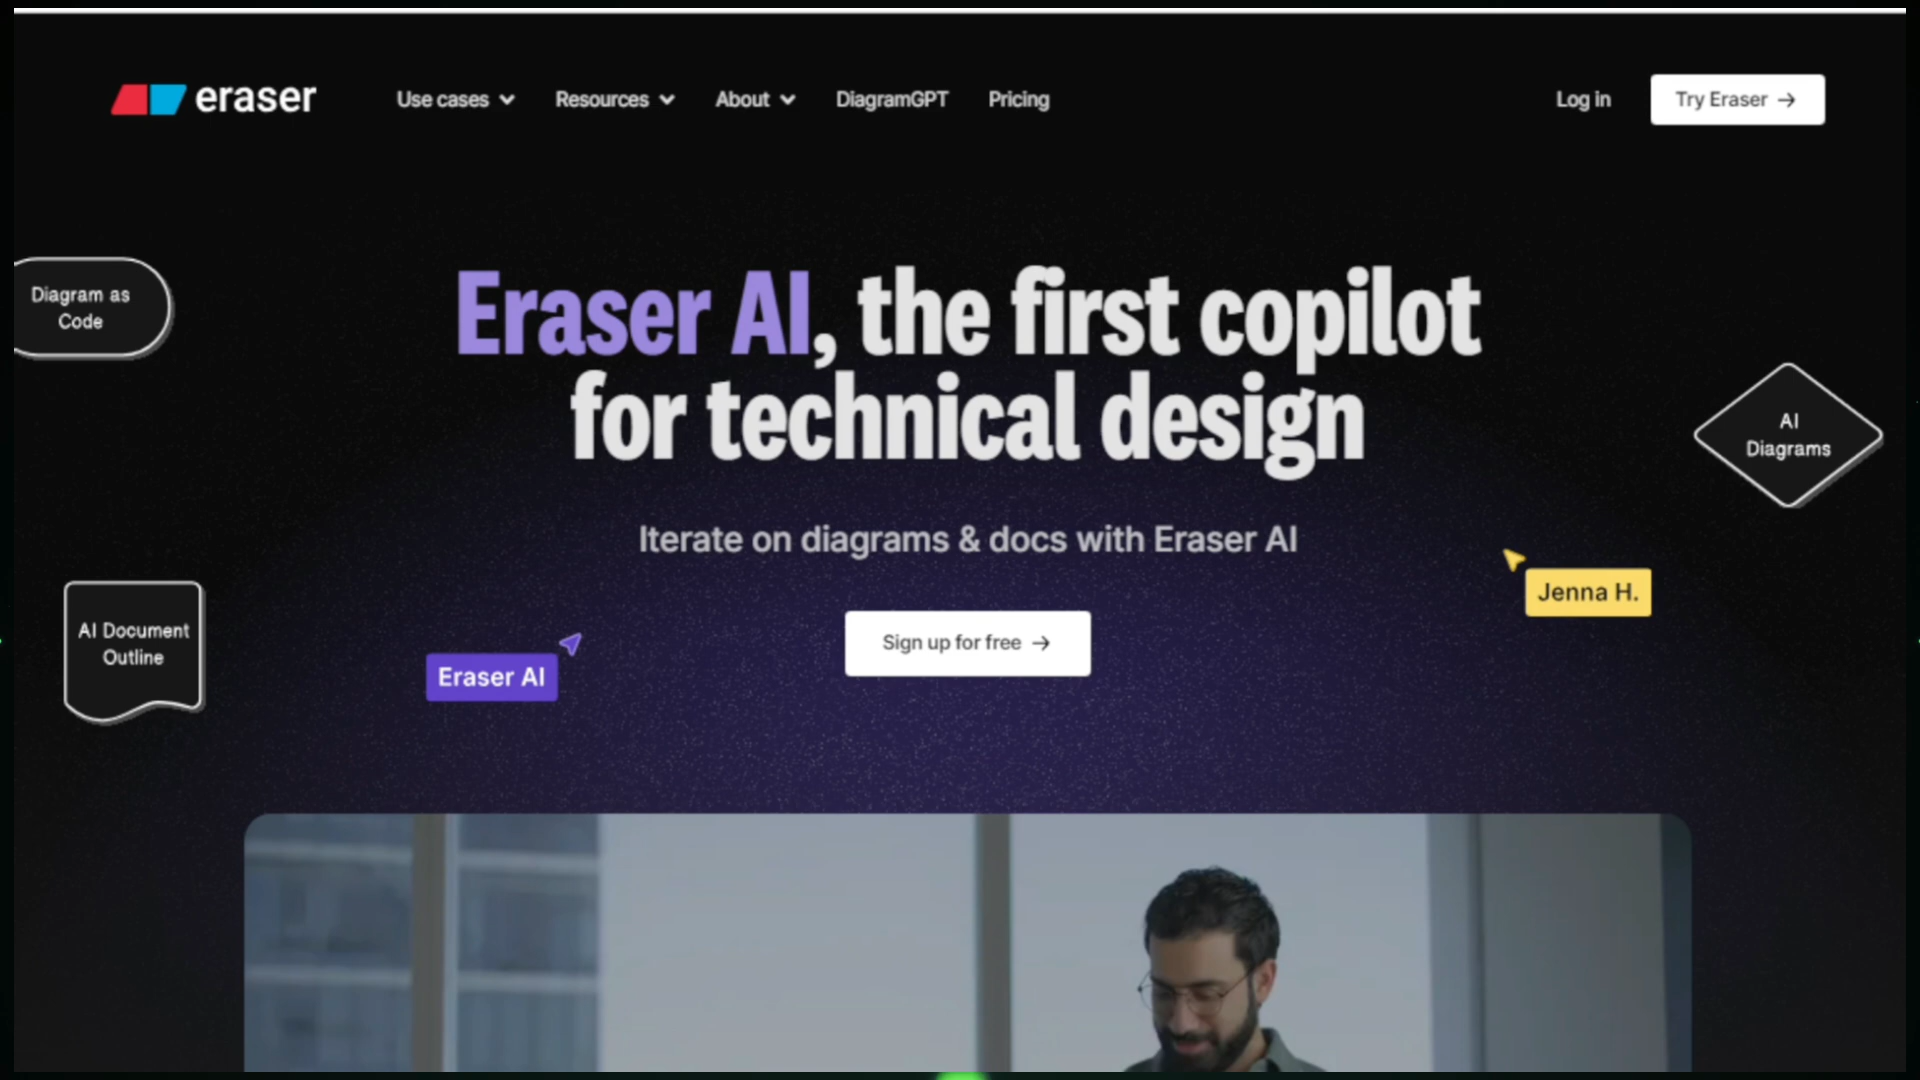 eraser
Use cases
Resources
About
DiagramGPT
Pricing
Log in
Try Eraser →
Diagram as
Code
Eraser AI, the first copilot
for technical design
AI
Diagrams
Iterate on diagrams & docs with Eraser AI
Jenna H.
AI Document
Outline
Sign up for free →
Eraser AI